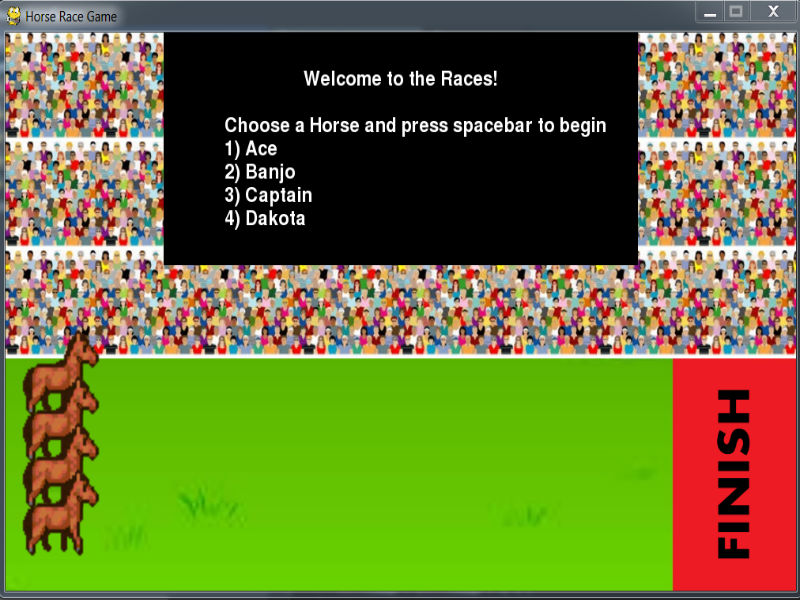 Horse Race Game
Welcome to the Races!
Choose a Horse and press spacebar to begin
1) Ace
2) Banjo
3) Captain
4) Dakota
FINISH